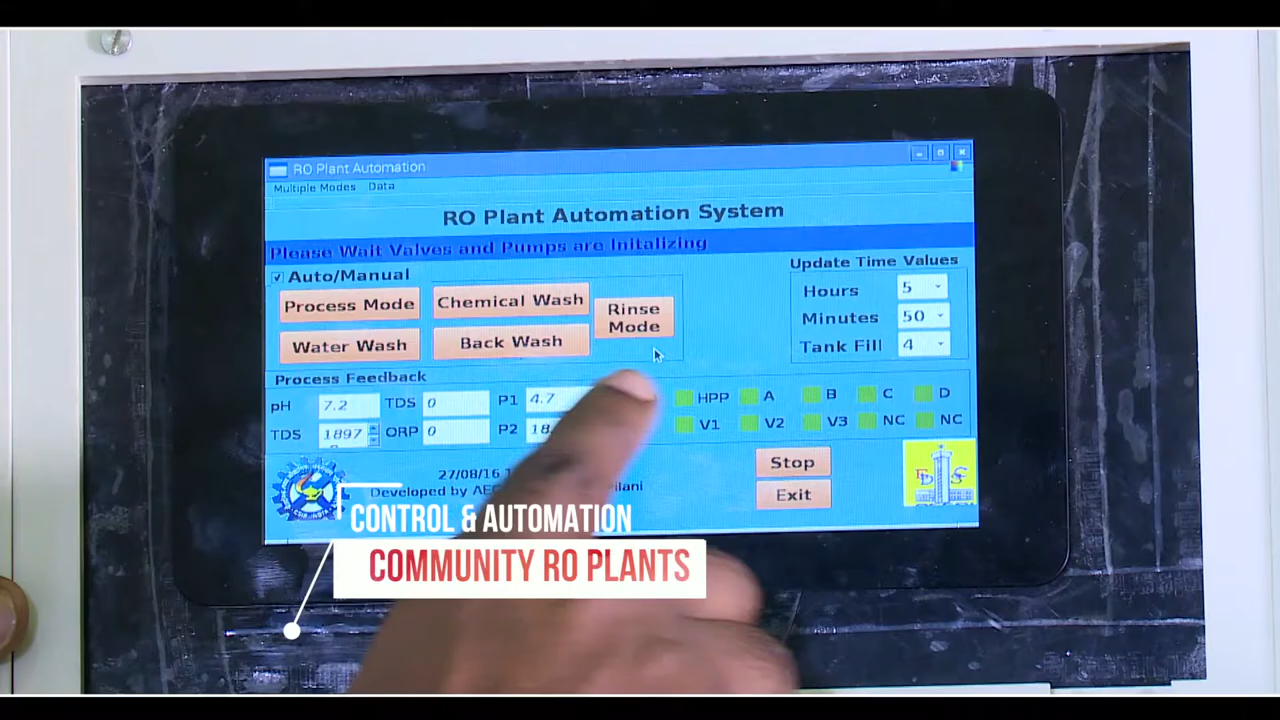 RO Plant Automation
Multiple Modes Data
RO Plant Automation System
Please Wait Valves and Pumps are Initalizing
Auto/Manual
Update Time Values
Process Mode Chemical Wash Rinse Mode
Hours 5
Water Wash Back Wash
Minutes 50
Tank Fill 4
Process Feedback
pH 7.2 TDS 0 P1 4.7 HPP A B C D
TDS 1897 ORP 0 P2 18. V1 V2 V3 NC NC
27/08/16
Stop
Developed by
Exit
CONTROL & AUTOMATION
COMMUNITY RO PLANTS